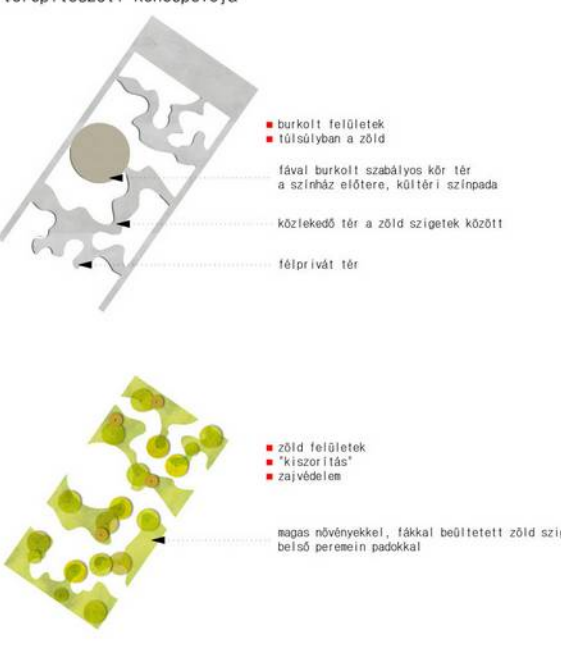 burkolt felületek
túlsúlyban a zöld
fával burkolt szabályos kör tér
a színház előtere, kültéri színpada
közlekedő tér a zöld szigetek között
félprivát tér
zöld felületek
"kiszorítás"
zajvédelem
magas növényekkel, fákkal beültetett zöld
belső peremein padokkal